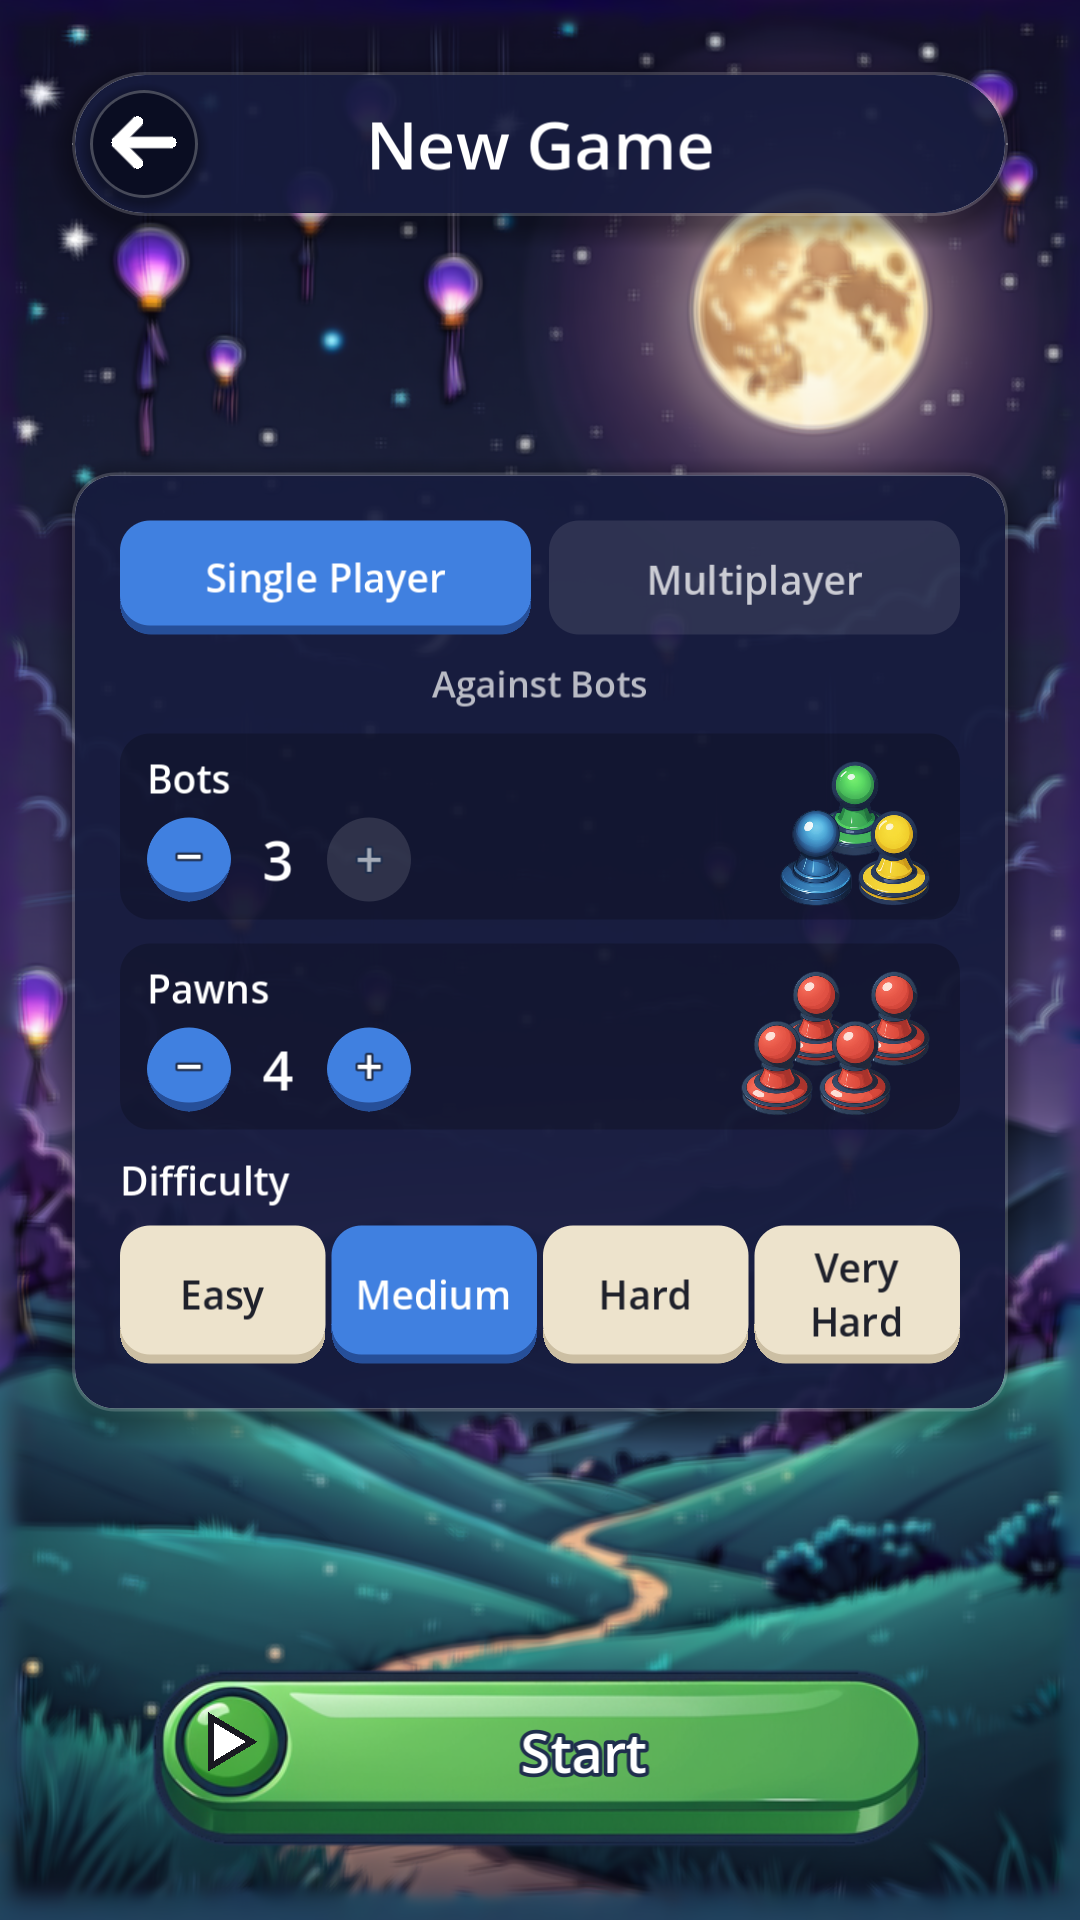 New Game
Single Player
Multiplayer
Against Bots
Bots
3
Pawns
4
Difficulty
Easy
Medium
Hard
Very
Hard
Start